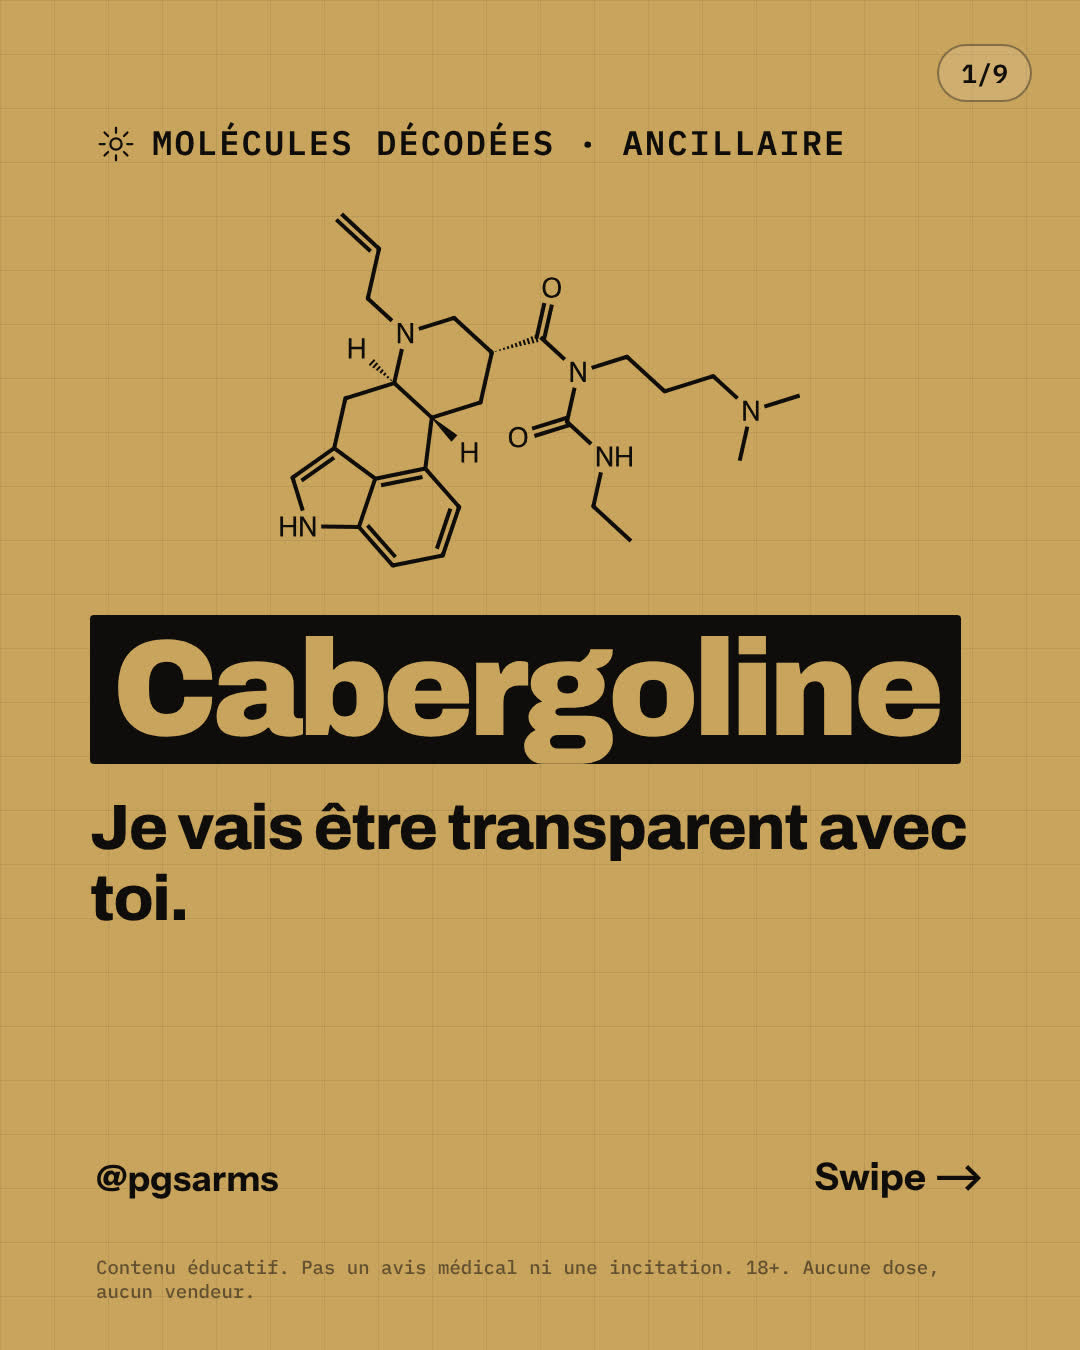 1/9
MOLÉCULES DÉCODÉES · ANCILLAIRE
O
N
H
N
N
O
H
NH
HN
Cabergoline
Je vais être transparent avec
toi.
@pgsarms
Swipe →
Contenu éducatif. Pas un avis médical ni une incitation. 18+. Aucune dose,
aucun vendeur.